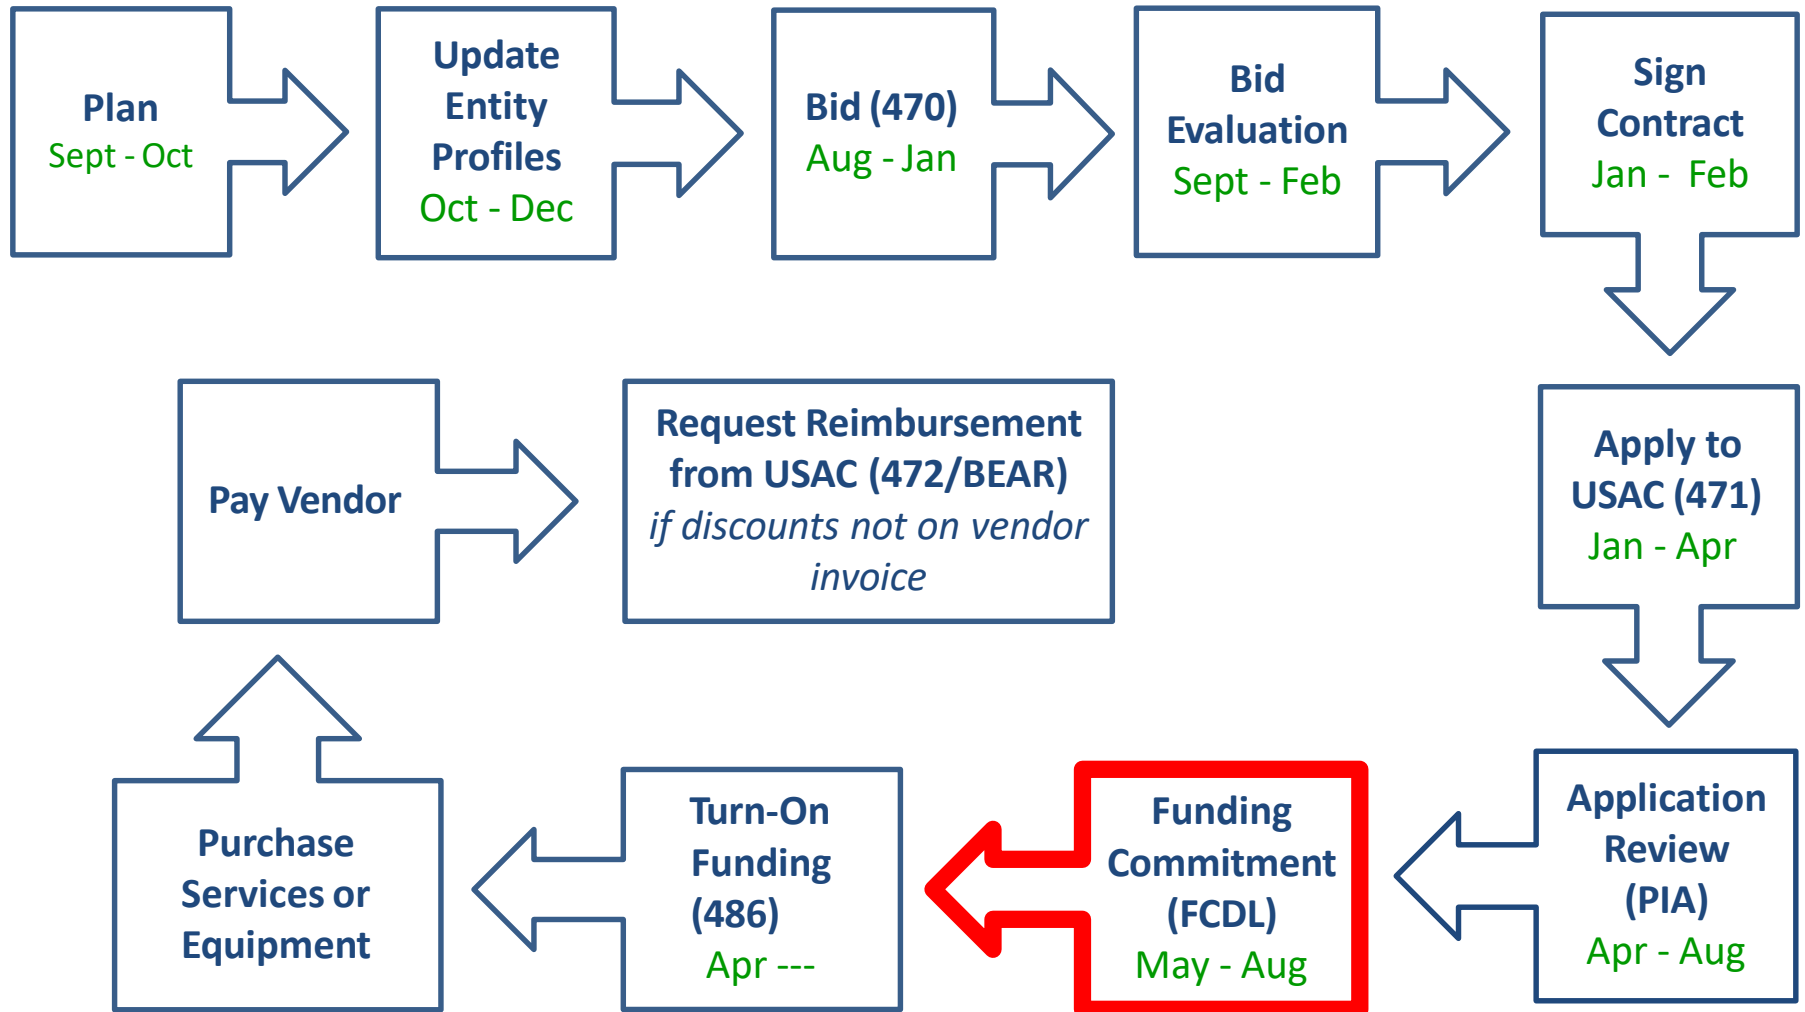 Plan
Sept - Oct
Update
Entity
Profiles
Oct - Dec
Bid (470)
Aug - Jan
Bid
Evaluation
Sept - Feb
Sign
Contract
Jan -  Feb
Apply to
USAC (471)
Jan - Apr
Application
Review
(PIA)
Apr - Aug
Funding
Commitment
(FCDL)
May - Aug
Turn-On
Funding
(486)
Apr ---
Purchase
Services or
Equipment
Pay Vendor
Request Reimbursement
from USAC (472/BEAR)
if discounts not on vendor
invoice